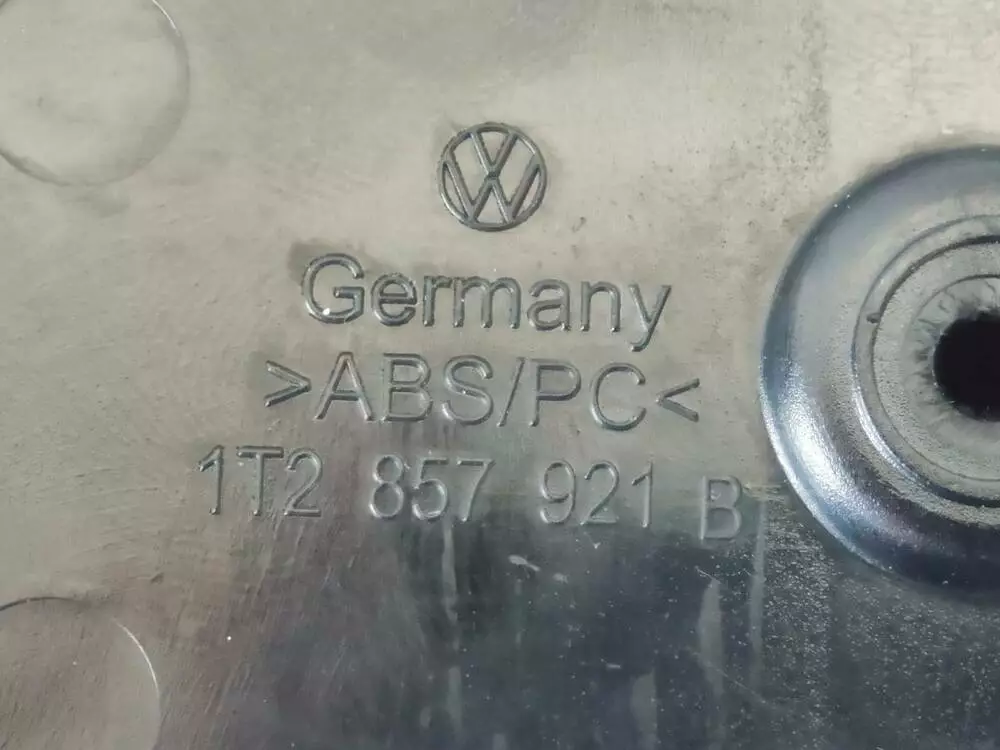 Germany
>ABS/PC<
1T2 857 921 B